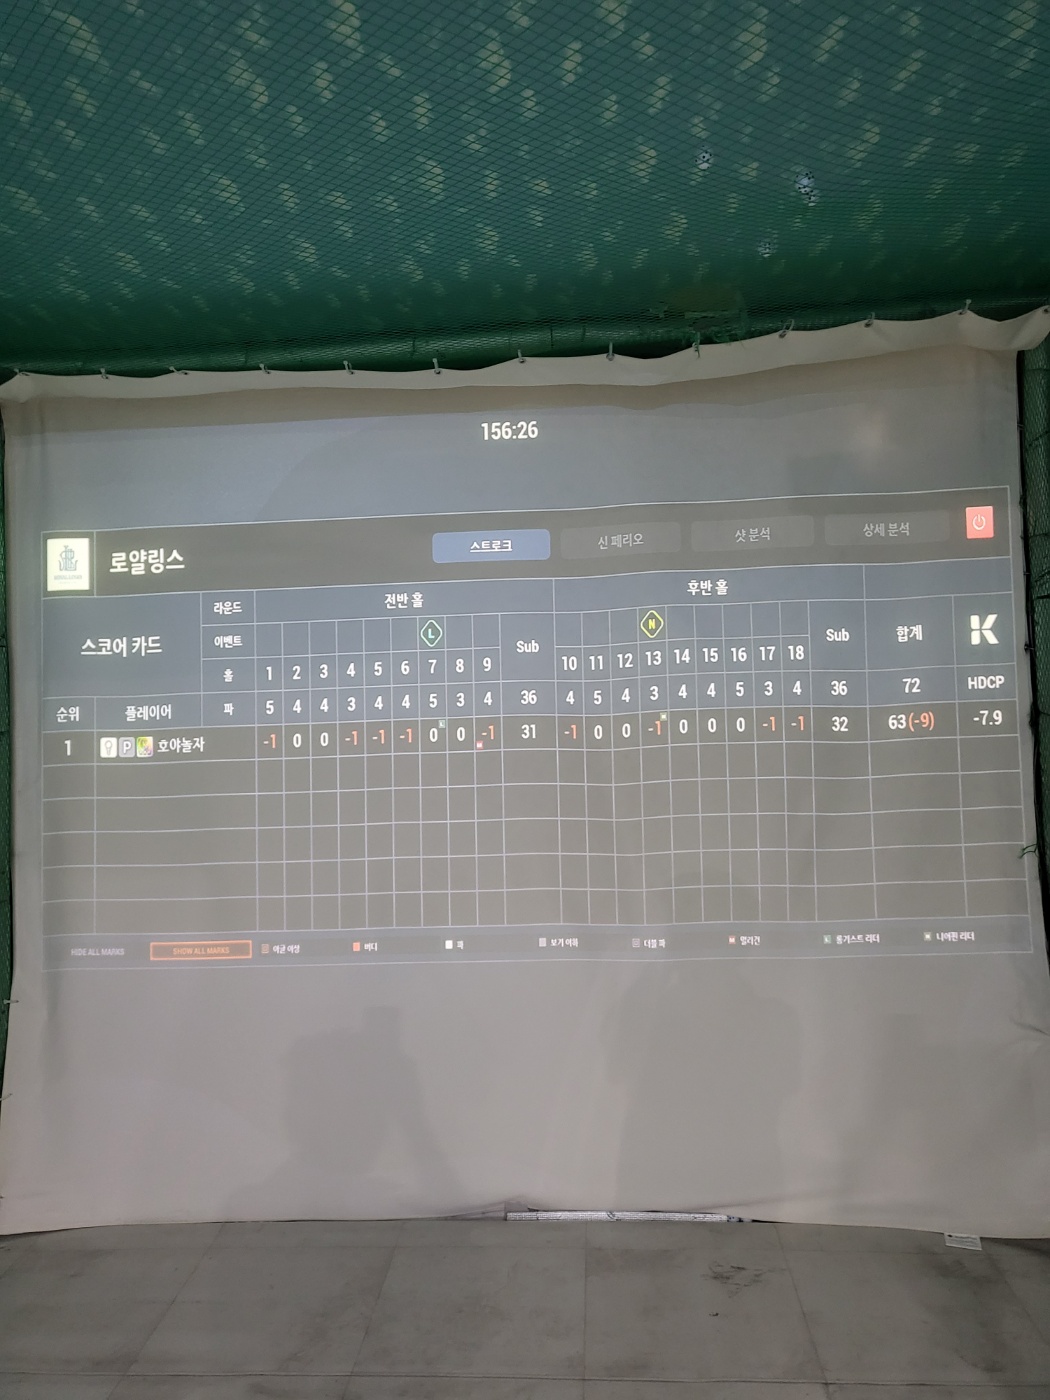 156:26
로얄링스
스트로크 신 페리오 샷 분석 상세 분석
스코어 카드 라운드 전반 홀 후반 홀
이벤트 L Sub N Sub 합계 K
홀 1 2 3 4 5 6 7 8 9 10 11 12 13 14 15 16 17 18
순위 플레이어 파 5 4 4 3 4 4 5 3 4 36 4 5 4 3 4 4 5 3 4 36 72 HDCP
1 P 호야놀자 -1 0 0 -1 -1 -1 0 0 -1 31 -1 0 0 -1 0 0 0 -1 -1 32 63(-9) -7.9
HIDE ALL MARKS SHOW ALL MARKS 이글 이상 버디 파 보기 이하 더블 파 멀리건 롱기스트 리더 니어핀 리더